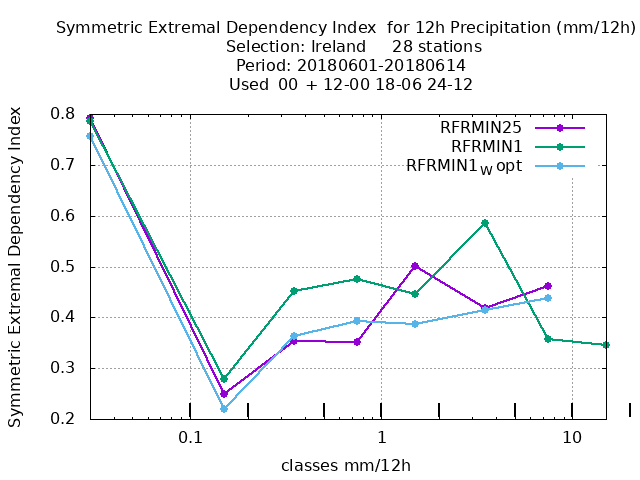 Symmetric Extremal Dependency Index  for 12h Precipitation (mm/12h)
Selection: Ireland     28 stations
Period: 20180601-20180614
Used  00  + 12-00 18-06 24-12
Symmetric Extremal Dependency Index
0.8
0.7
0.6
0.5
0.4
0.3
0.2
RFRMIN25
RFRMIN1
RFRMIN1W opt
0.1
1
10
classes mm/12h